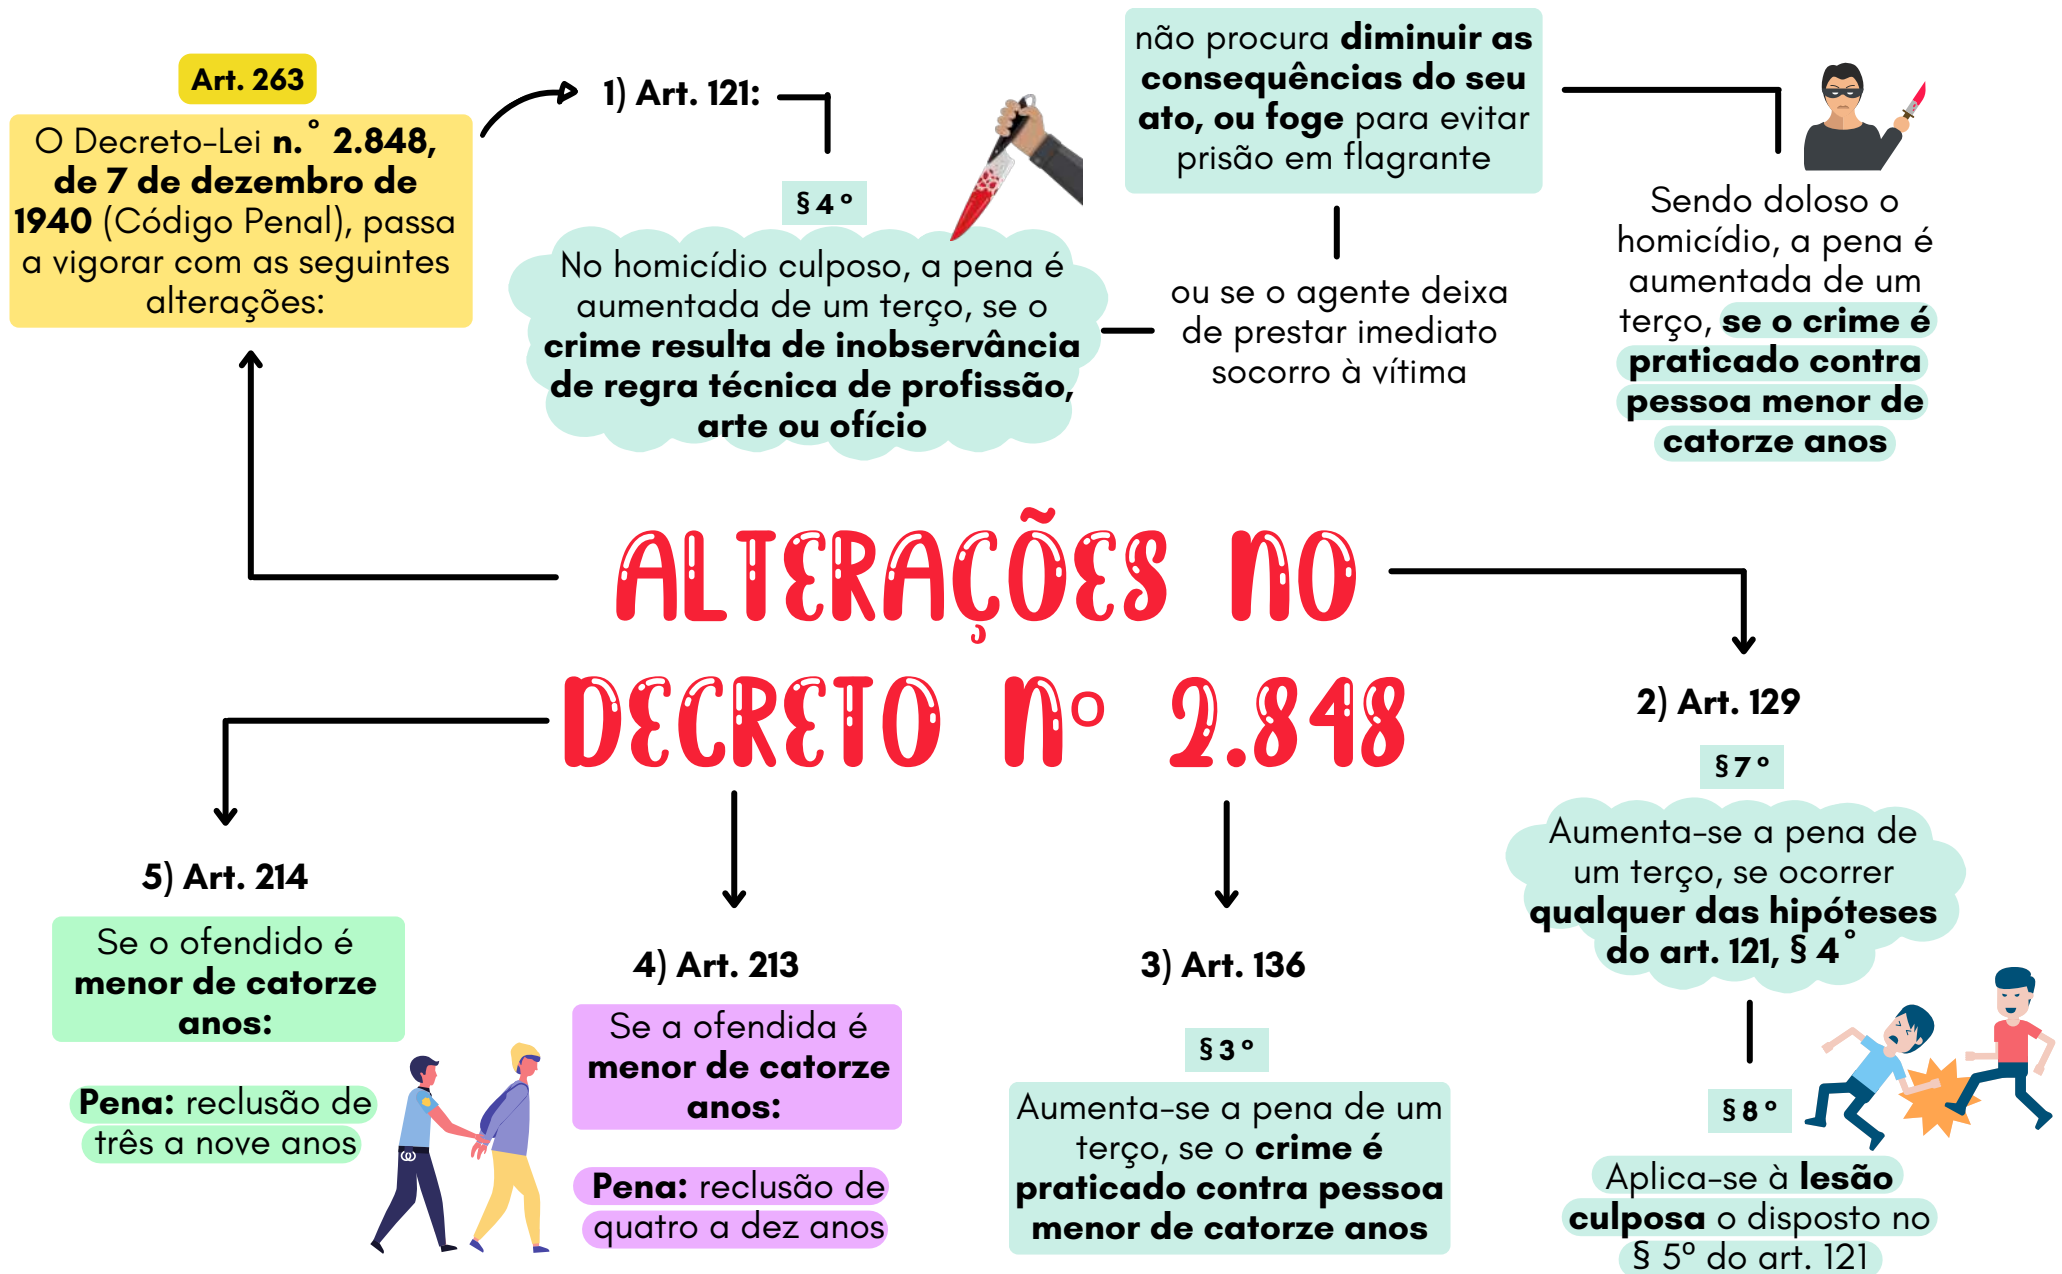 Art. 263
O Decreto-Lei n.° 2.848,
de 7 de dezembro de
1940 (Código Penal), passa
a vigorar com as seguintes
alterações:
1) Art. 121:
§ 4º
No homicídio culposo, a pena é
aumentada de um terço, se o
crime resulta de inobservância
de regra técnica de profissão,
arte ou ofício
ou se o agente deixa
de prestar imediato
socorro à vítima
não procura diminuir as
consequências do seu
ato, ou foge para evitar
prisão em flagrante
Sendo doloso o
homicídio, a pena é
aumentada de um
terço, se o crime é
praticado contra
pessoa menor de
catorze anos
ALTERAÇÕES NO
DECRETO Nº 2.848
2) Art. 129
§ 7º
Aumenta-se a pena de
um terço, se ocorrer
qualquer das hipóteses
do art. 121, § 4°
§ 8º
Aplica-se à lesão
culposa o disposto no
§ 5º do art. 121
3) Art. 136
§ 3º
Aumenta-se a pena de um
terço, se o crime é
praticado contra pessoa
menor de catorze anos
4) Art. 213
Se a ofendida é
menor de catorze
anos:
Pena: reclusão de
quatro a dez anos
5) Art. 214
Se o ofendido é
menor de catorze
anos:
Pena: reclusão de
três a nove anos